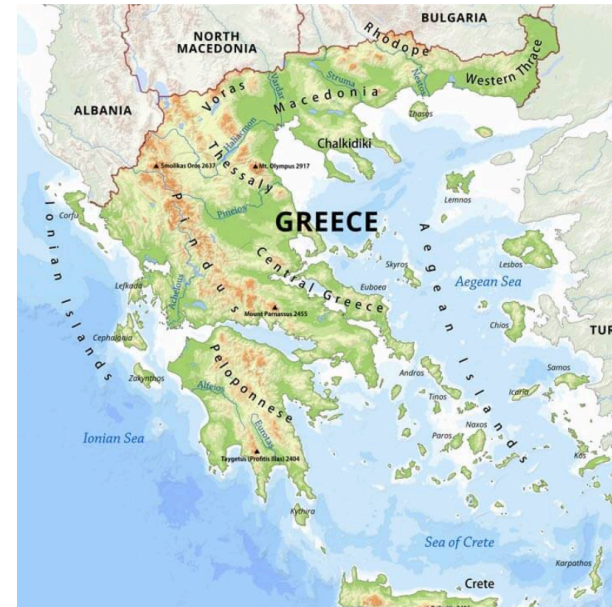 BULGARIA
NORTH
MACEDONIA
Rhodope
Western Thrace
ALBANIA
Voras
Vardar
Struma
Nestos
Macedonia
Thasos
Haliacmon
Chalkidiki
Thessaly
Smolikas Oros 2637
Mt. Olympus 2917
Lemnos
Ionian Islands
Corfu
Pindus
Pineios
GREECE
Aegean Islands
Central Greece
Skyros
Lesbos
Aegean Sea
Lefkada
Achelous
Euboea
Mount Parnassus 2455
Chios
TUR
Cephalonia
Peloponnese
Andros
Samos
Zakynthos
Alfeios
Tinos
Icaria
Eurotas
Naxos
Paros
Ionian Sea
Taygetus (Profitis Ilias) 2404
Kos
Kythira
Sea of Crete
Karpathos
Crete